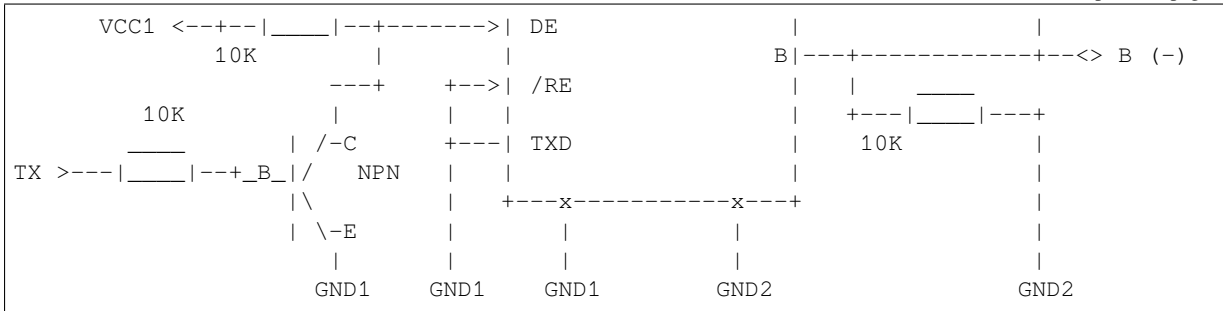 VCC1 <--+--|____|--+------->| DE | |
10K | | B|---+------------+--<> B (-)
---+ +-->| /RE | | ____
10K | | | | +---|____|---+
____ | /-C +---| TXD | 10K |
TX >---|____|--+_B_|/ NPN | | | |
|\ | +---x-----------x---+ |
| \-E | | | |
| | | | |
GND1 GND1 GND1 GND2 GND2